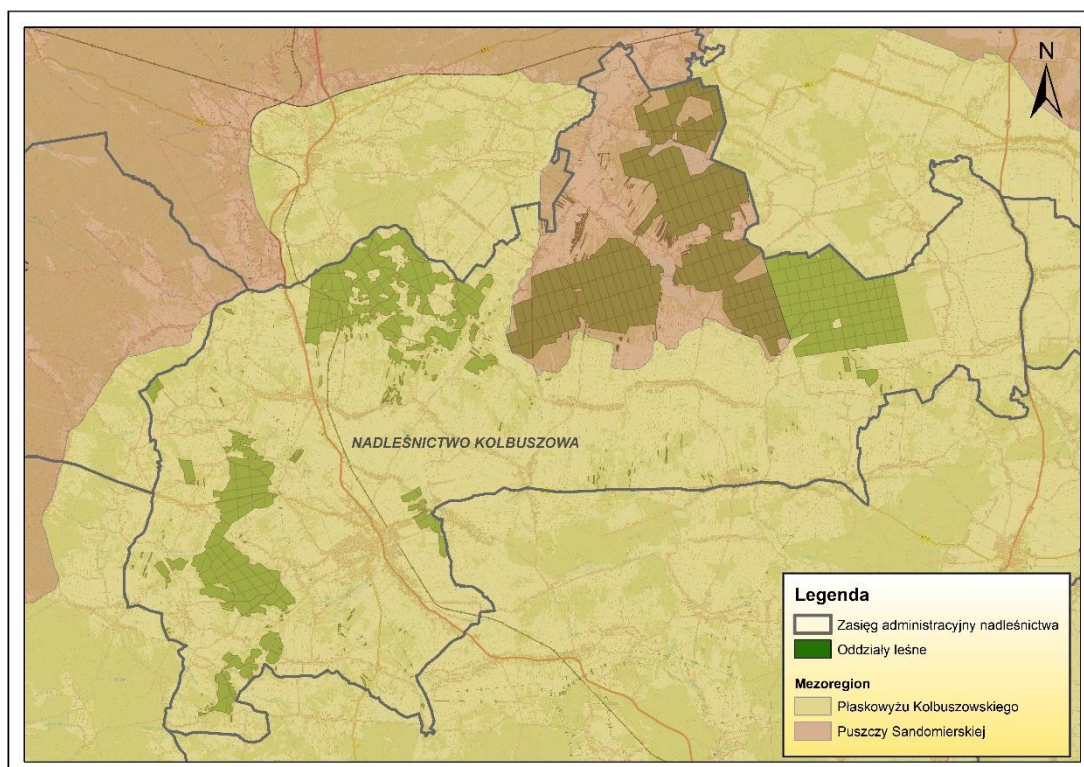 N
NADLEŚNICTWO KOLBUSZOWA
Legenda
Zasięg administracyjny nadleśnictwa
Oddziały leśne
Mezoregion
Płaskowyżu Kolbuszowskiego
Puszczy Sandomierskiej